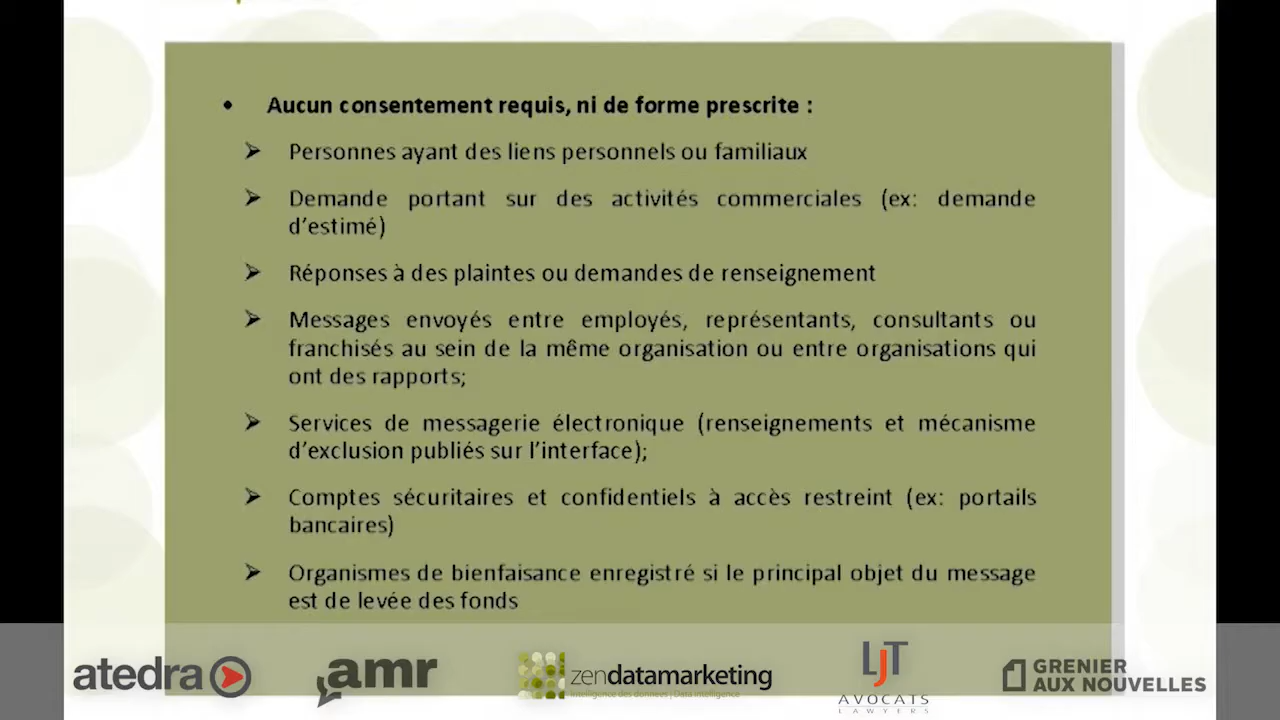 • Aucun consentement requis, ni de forme prescrite :
➢ Personnes ayant des liens personnels ou familiaux
➢ Demande portant sur des activités commerciales (ex: demande
d’estimé)
➢ Réponses à des plaintes ou demandes de renseignement
➢ Messages envoyés entre employés, représentants, consultants ou
franchisés au sein de la même organisation ou entre organisations qui
ont des rapports;
➢ Services de messagerie électronique (renseignements et mécanisme
d’exclusion publiés sur l’interface);
➢ Comptes sécuritaires et confidentiels à accès restreint (ex: portails
bancaires)
➢ Organismes de bienfaisance enregistré si le principal objet du message
est de levée des fonds
atedra
amr
zendatamarketing
intelligence des données | Data intelligence
LJT
AVOCATS
LAWYERS
GRENIER
AUX NOUVELLES